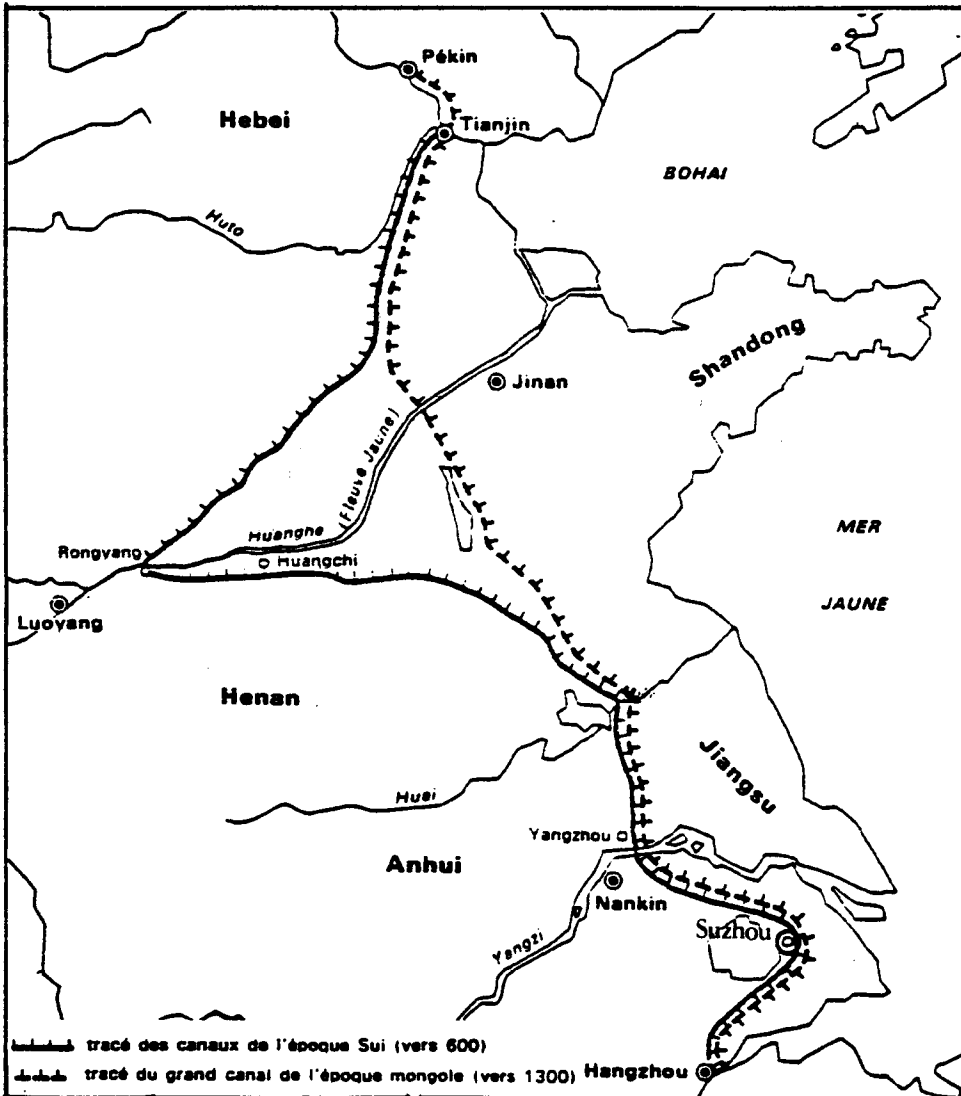 Pékin
Hebei
Tianjin
BOHAI
Huto
Shandong
Jinan
(Fleuve Jaune)
MER
JAUNE
Huanghe
Rongyang
Huangchi
Luoyang
Henan
Jiangsu
Huai
Yangzhou
Anhui
Nankin
Suzhou
Yangzi
tracé des canaux de l'époque Sui (vers 600)
tracé du grand canal de l'époque mongole (vers 1300)
Hangzhou